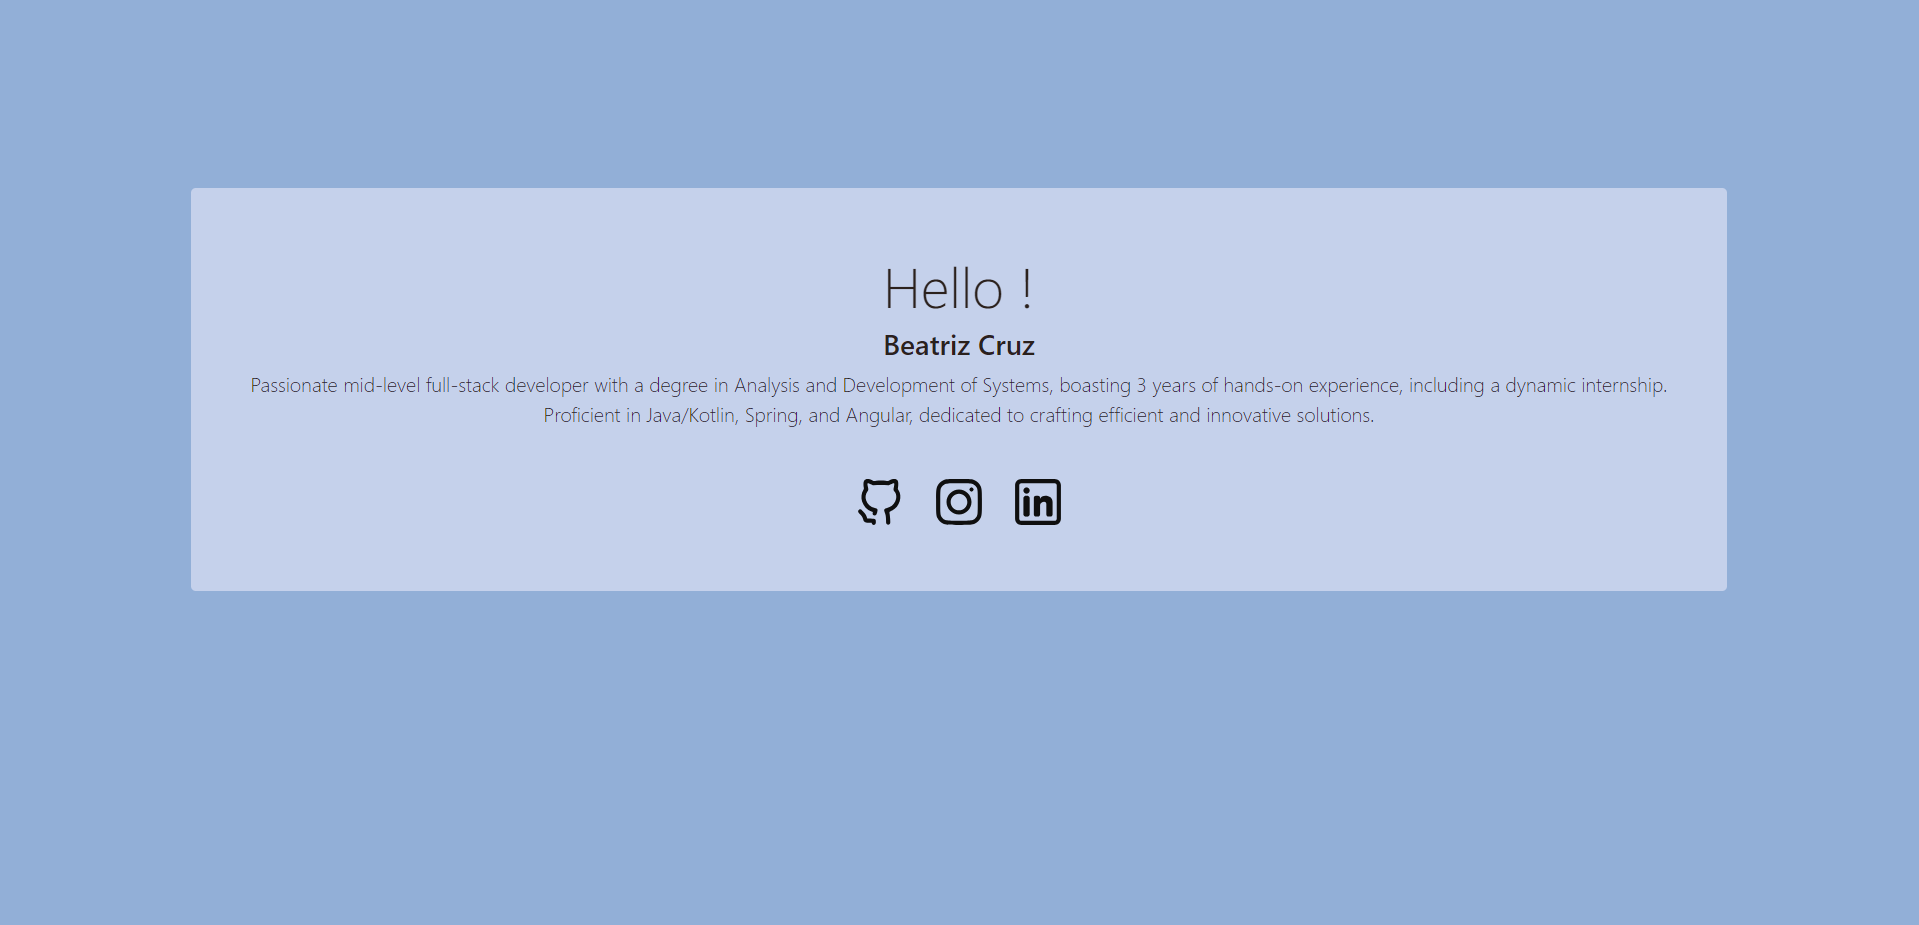 Hello !
Beatriz Cruz
Passionate mid-level full-stack developer with a degree in Analysis and Development of Systems, boasting 3 years of hands-on experience, including a dynamic internship.
Proficient in Java/Kotlin, Spring, and Angular, dedicated to crafting efficient and innovative solutions.
in